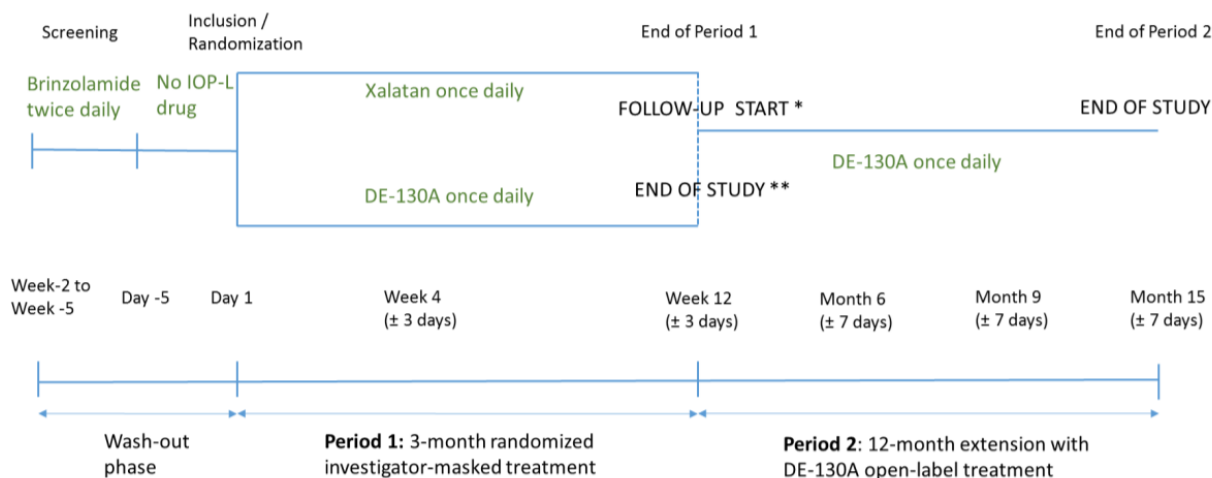 Screening
Inclusion /
Randomization
End of Period 1
End of Period 2
Brinzolamide
twice daily
No IOP-L
drug
Xalatan once daily
FOLLOW-UP START *
END OF STUDY
DE-130A once daily
DE-130A once daily
END OF STUDY **
Week-2 to
Week -5
Day -5
Day 1
Week 4
(± 3 days)
Week 12
(± 3 days)
Month 6
(± 7 days)
Month 9
(± 7 days)
Month 15
(± 7 days)
Wash-out
phase
Period 1: 3-month randomized
investigator-masked treatment
Period 2: 12-month extension with
DE-130A open-label treatment